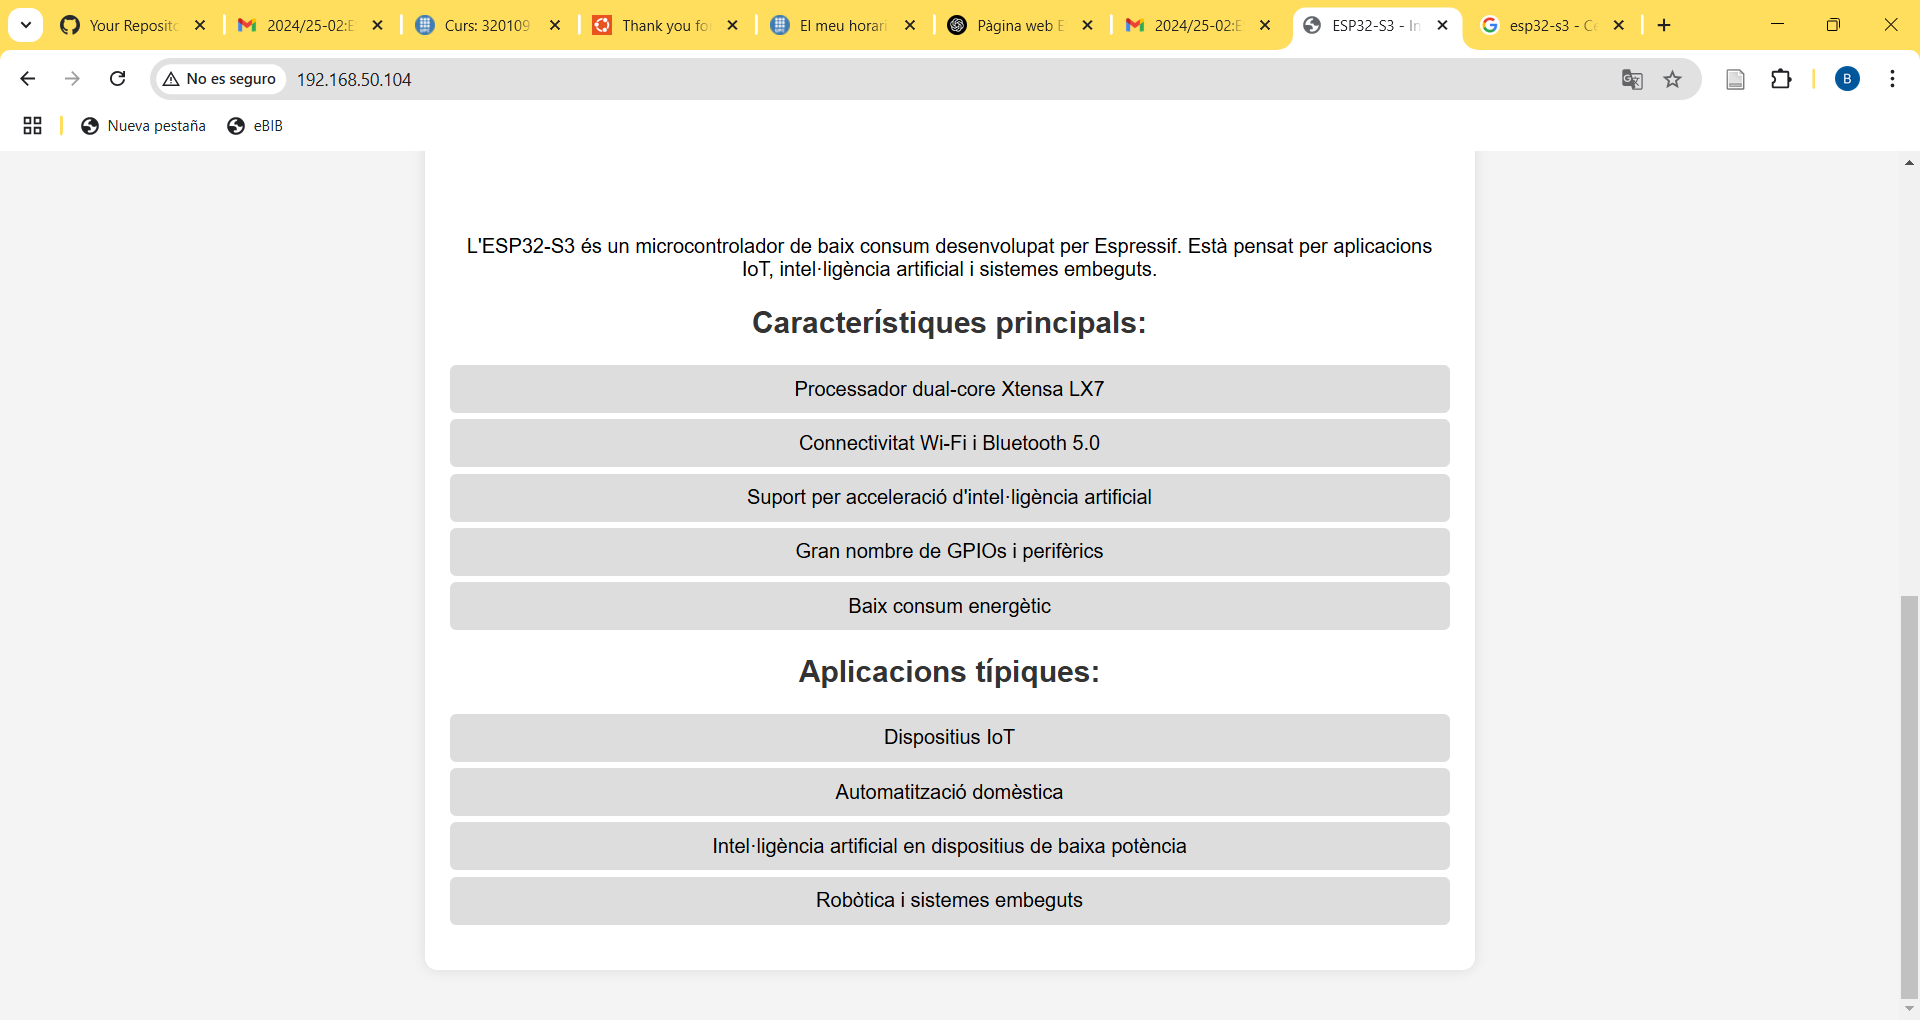 Your Reposito
2024/25-02:E
Curs: 320109
Thank you fo
El meu horari
Pàgina web E
2024/25-02:E
ESP32-S3 - In
esp32-s3 - Ce
No es seguro
192.168.50.104
B
Nueva pestaña
eBIB
L'ESP32-S3 és un microcontrolador de baix consum desenvolupat per Espressif. Està pensat per aplicacions
IoT, intel·ligència artificial i sistemes embeguts.
Característiques principals:
Processador dual-core Xtensa LX7
Connectivitat Wi-Fi i Bluetooth 5.0
Suport per acceleració d'intel·ligència artificial
Gran nombre de GPIOs i perifèrics
Baix consum energètic
Aplicacions típiques:
Dispositius IoT
Automatització domèstica
Intel·ligència artificial en dispositius de baixa potència
Robòtica i sistemes embeguts